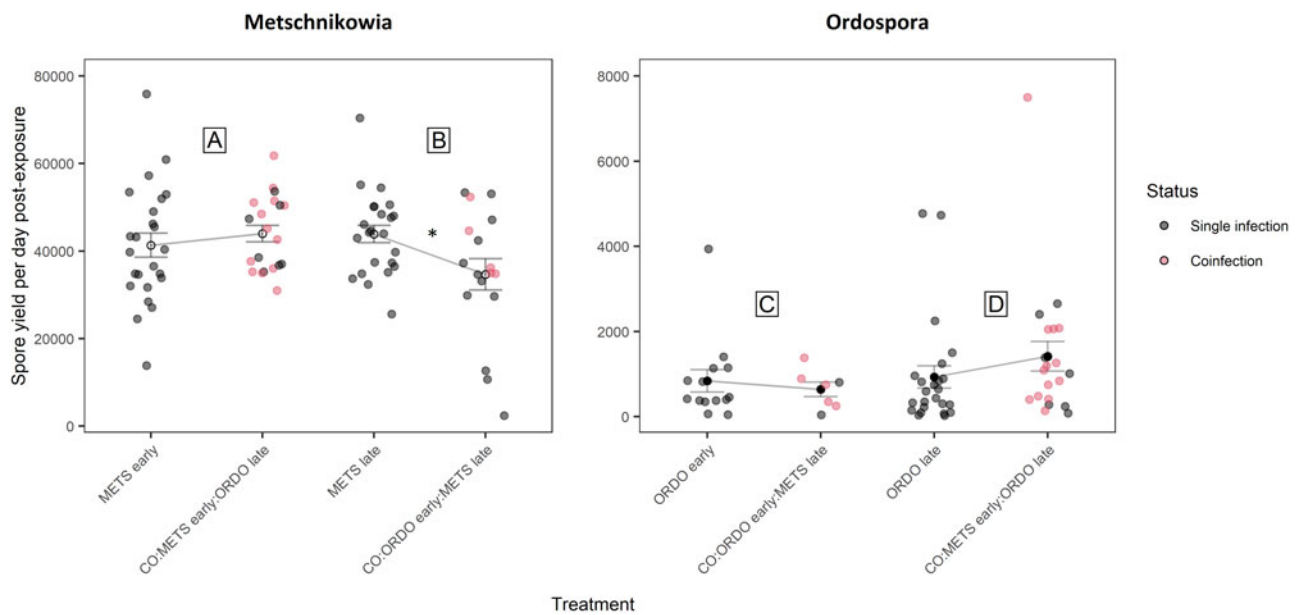 Metschnikowia
Ordospora
Spore yield per day post-exposure
80000
60000
40000
20000
0
A
B
*
METS early
CO:METS early:ORDO late
METS late
CO:ORDO early:METS late
8000
6000
4000
2000
0
C
D
ORDO early
CO:ORDO early:METS late
ORDO late
CO:METS early:ORDO late
Treatment
Status
Single infection
Coinfection